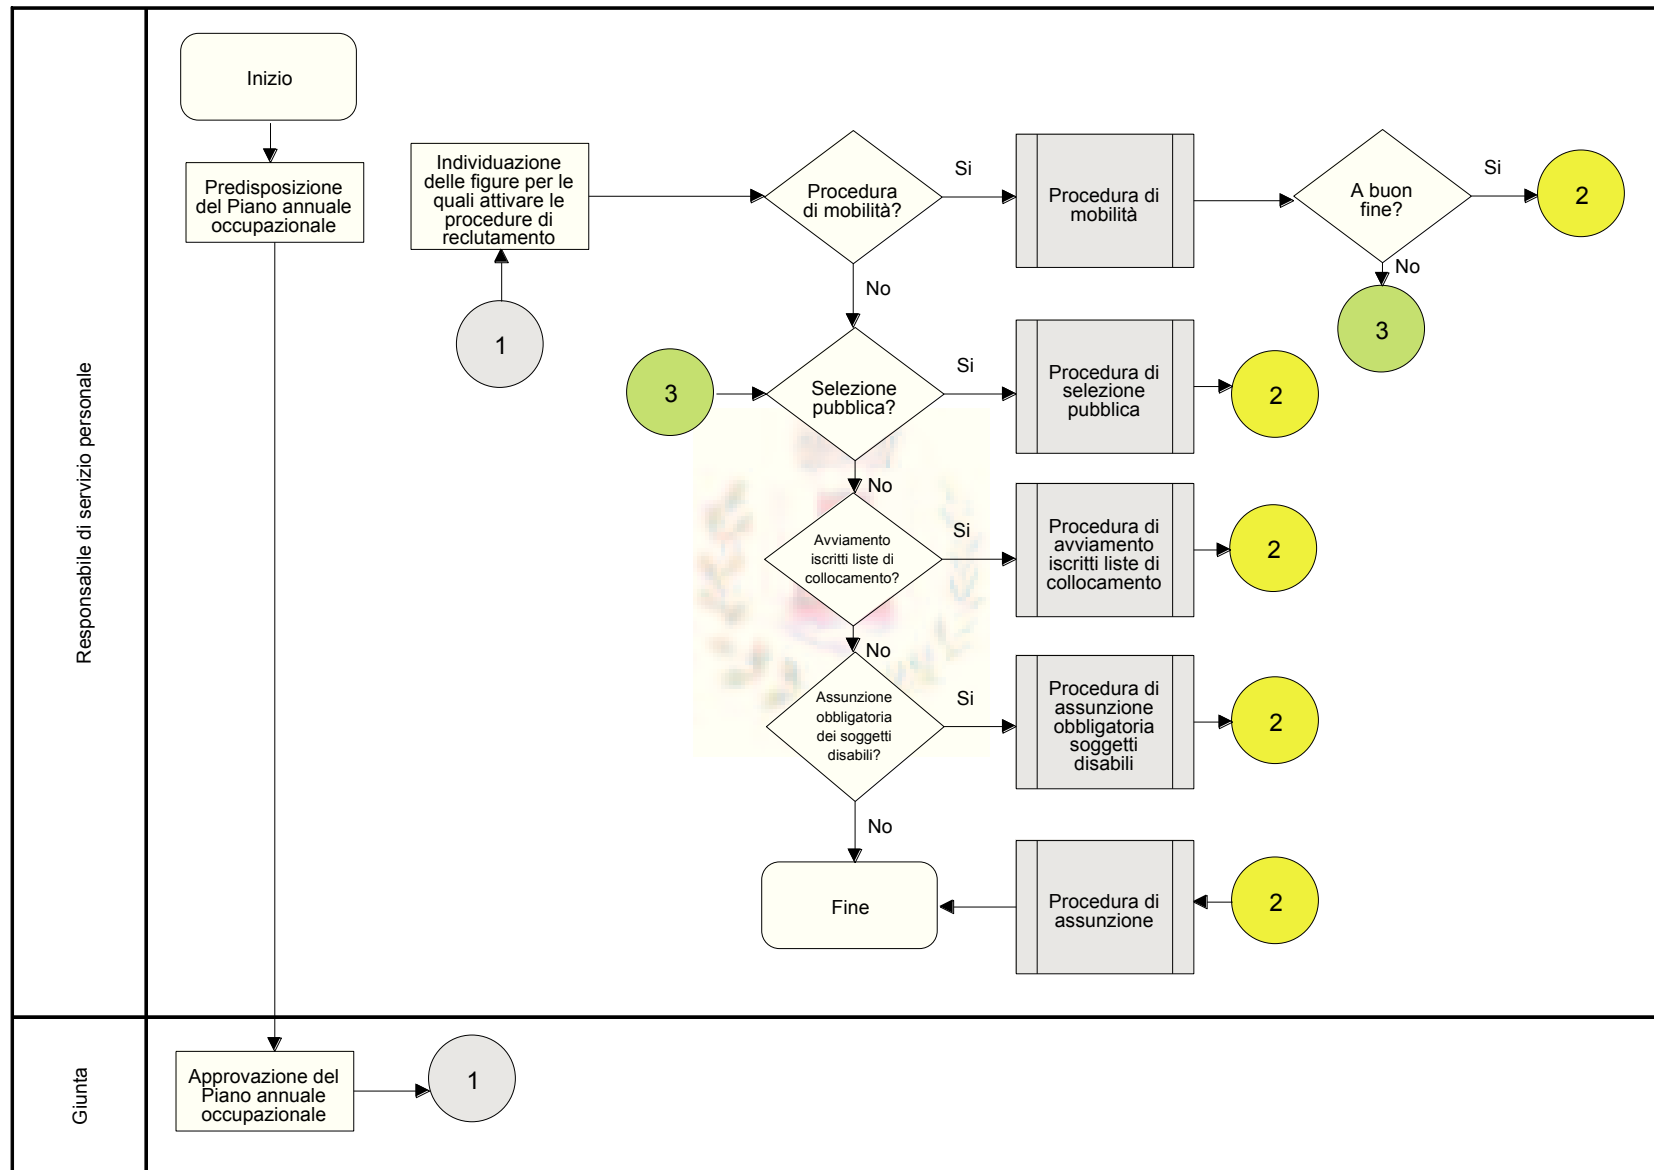 Responsabile di servizio personale
Inizio
Predisposizione
del Piano annuale
occupazionale
Individuazione
delle figure per le
quali attivare le
procedure di
reclutamento
1
Procedura
di mobilità?
Si
Procedura di
mobilità
A buon
fine?
Si
2
No
3
No
3
Selezione
pubblica?
Si
Procedura di
selezione
pubblica
2
No
Avviamento
iscritti liste di
collocamento?
Si
Procedura di
avviamento
iscritti liste di
collocamento
2
No
Assunzione
obbligatoria
dei soggetti
disabili?
Si
Procedura di
assunzione
obbligatoria
soggetti
disabili
2
No
Fine
Procedura di
assunzione
2
Giunta
Approvazione del
Piano annuale
occupazionale
1